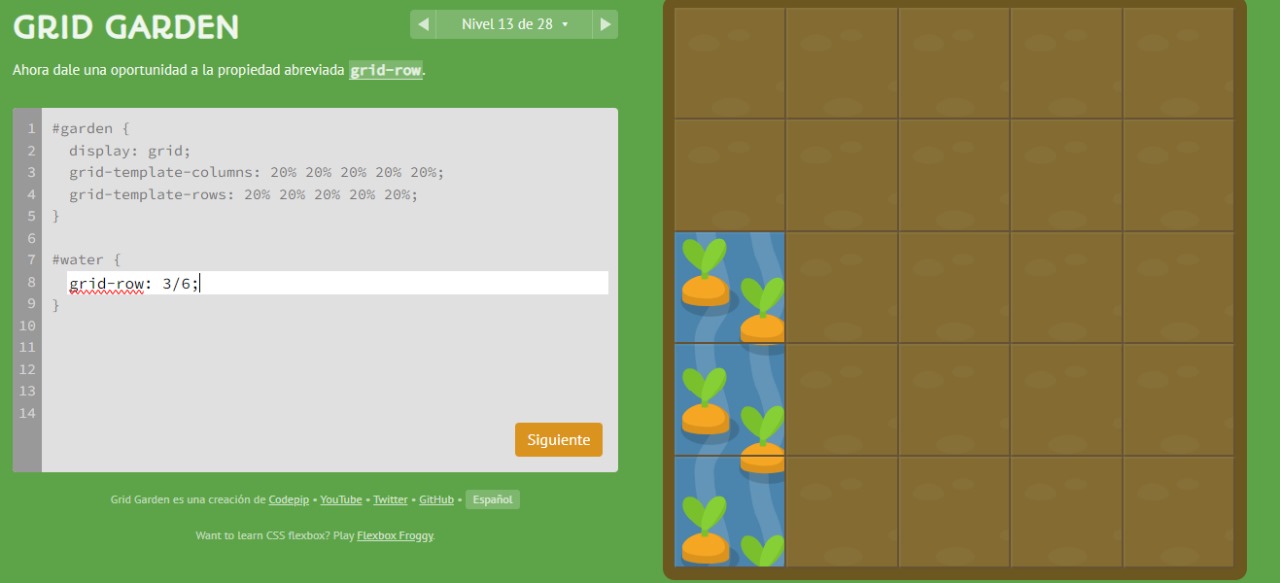 GRID GARDEN
◀ Nivel 13 de 28 ▾ ▶
Ahora dale una oportunidad a la propiedad abreviada grid-row.
1 #garden {
2 display: grid;
3 grid-template-columns: 20% 20% 20% 20% 20%;
4 grid-template-rows: 20% 20% 20% 20% 20%;
5 }
6
7 #water {
8 grid-row: 3/6;
9 }
10
11
12
13
14
Siguiente
Grid Garden es una creación de Codepip • YouTube • Twitter • GitHub • Español
Want to learn CSS flexbox? Play Flexbox Froggy.